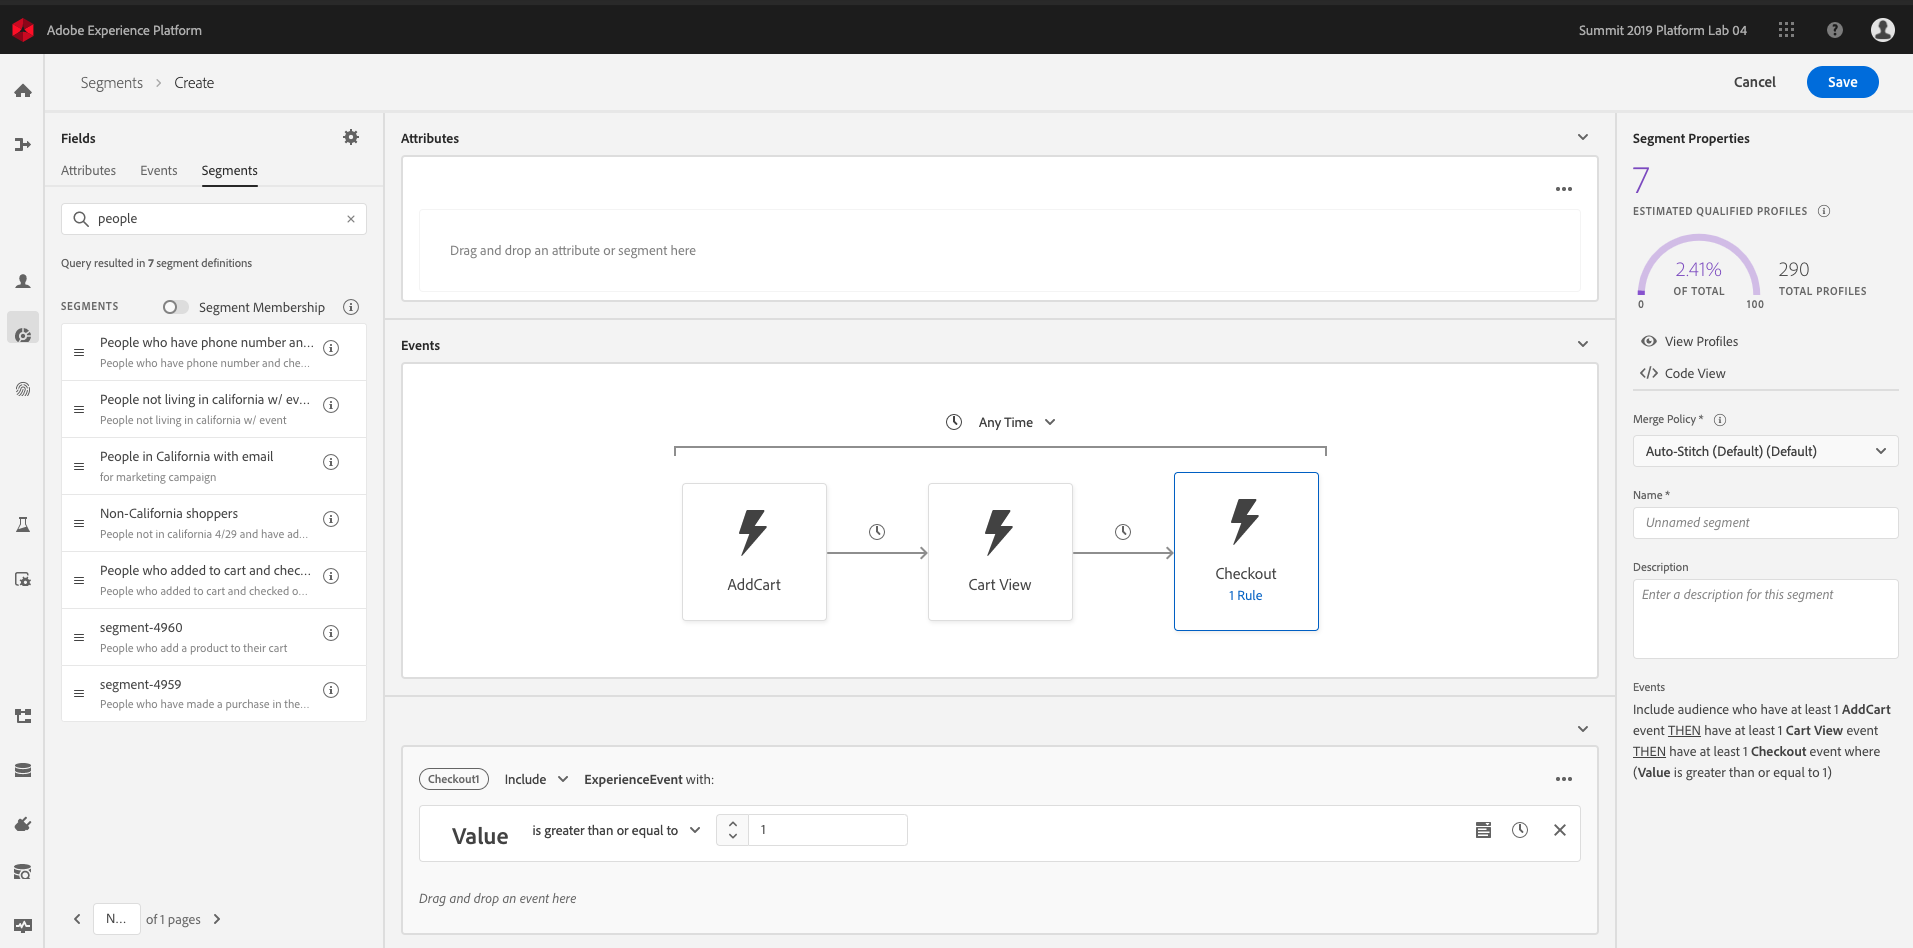 Adobe Experience Platform
Summit 2019 Platform Lab 04
Segments > Create
Cancel
Save
Fields
Attributes Events Segments
people
Query resulted in 7 segment definitions
SEGMENTS Segment Membership
People who have phone number an...
People who have phone number and che...
People not living in california w/ ev...
People not living in california w/ event
People in California with email
for marketing campaign
Non-California shoppers
People not in california 4/29 and have ad...
People who added to cart and chec...
People who added to cart and checked o...
segment-4960
People who add a product to their cart
segment-4959
People who have made a purchase in the...
N... of 1 pages
Attributes
Drag and drop an attribute or segment here
Events
Any Time
AddCart
Cart View
Checkout
1 Rule
Checkout1 Include ExperienceEvent with:
Value is greater than or equal to 1
Drag and drop an event here
Segment Properties
7
ESTIMATED QUALIFIED PROFILES
2.41%
OF TOTAL
0 100
290
TOTAL PROFILES
View Profiles
</> Code View
Merge Policy *
Auto-Stitch (Default) (Default)
Name *
Unnamed segment
Description
Enter a description for this segment
Events
Include audience who have at least 1 AddCart
event THEN have at least 1 Cart View event
THEN have at least 1 Checkout event where
(Value is greater than or equal to 1)